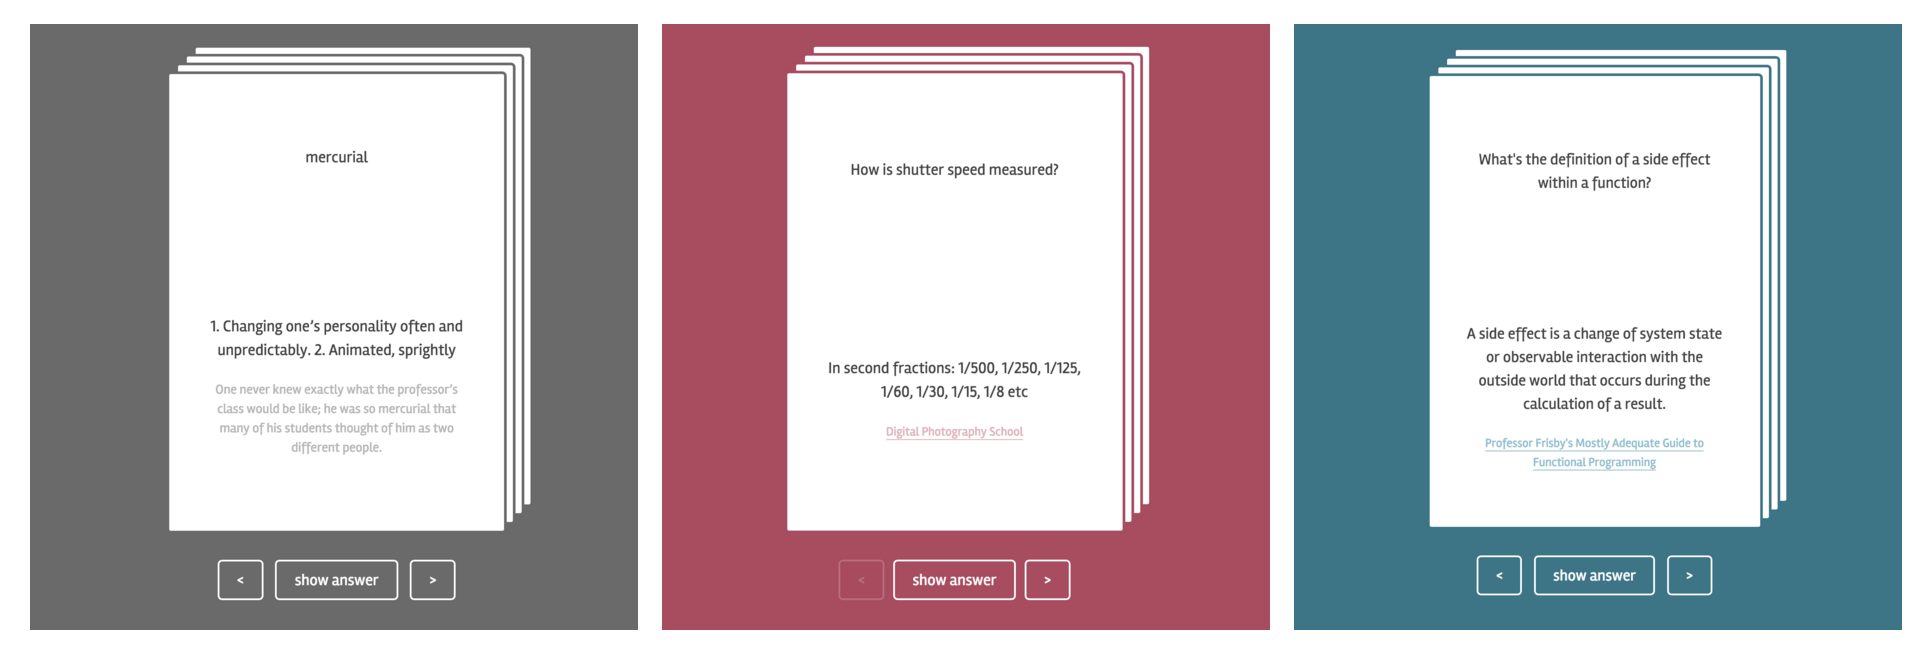 mercurial
1. Changing one’s personality often and
unpredictably. 2. Animated, sprightly
One never knew exactly what the professor’s
class would be like; he was so mercurial that
many of his students thought of him as two
different people.
< show answer >
How is shutter speed measured?
In second fractions: 1/500, 1/250, 1/125,
1/60, 1/30, 1/15, 1/8 etc
Digital Photography School
< show answer >
What's the definition of a side effect
within a function?
A side effect is a change of system state
or observable interaction with the
outside world that occurs during the
calculation of a result.
Professor Frisby's Mostly Adequate Guide to
Functional Programming
< show answer >